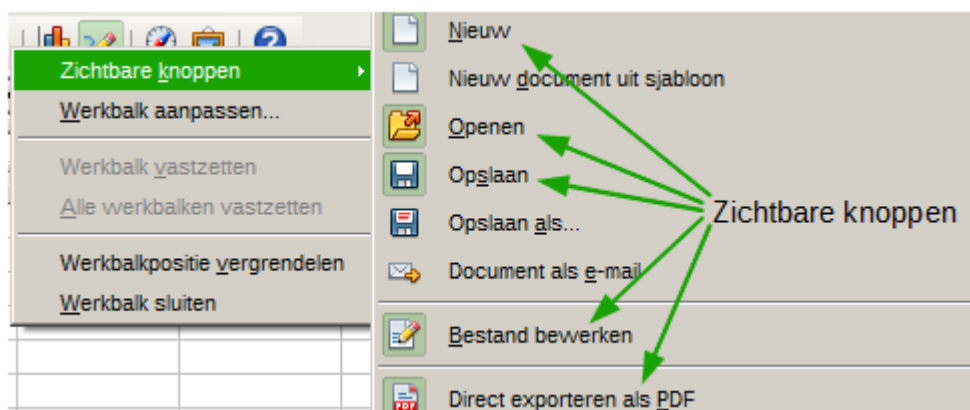 Zichtbare knoppen
Werkbalk aanpassen...
Werkbalk vastzetten
Alle werkbalken vastzetten
Werkbalkpositie vergrendelen
Werkbalk sluiten
Nieuw
Nieuw document uit sjabloon
Openen
Opslaan
Opslaan als...
Document als e-mail
Bestand bewerken
Direct exporteren als PDF
Zichtbare knoppen